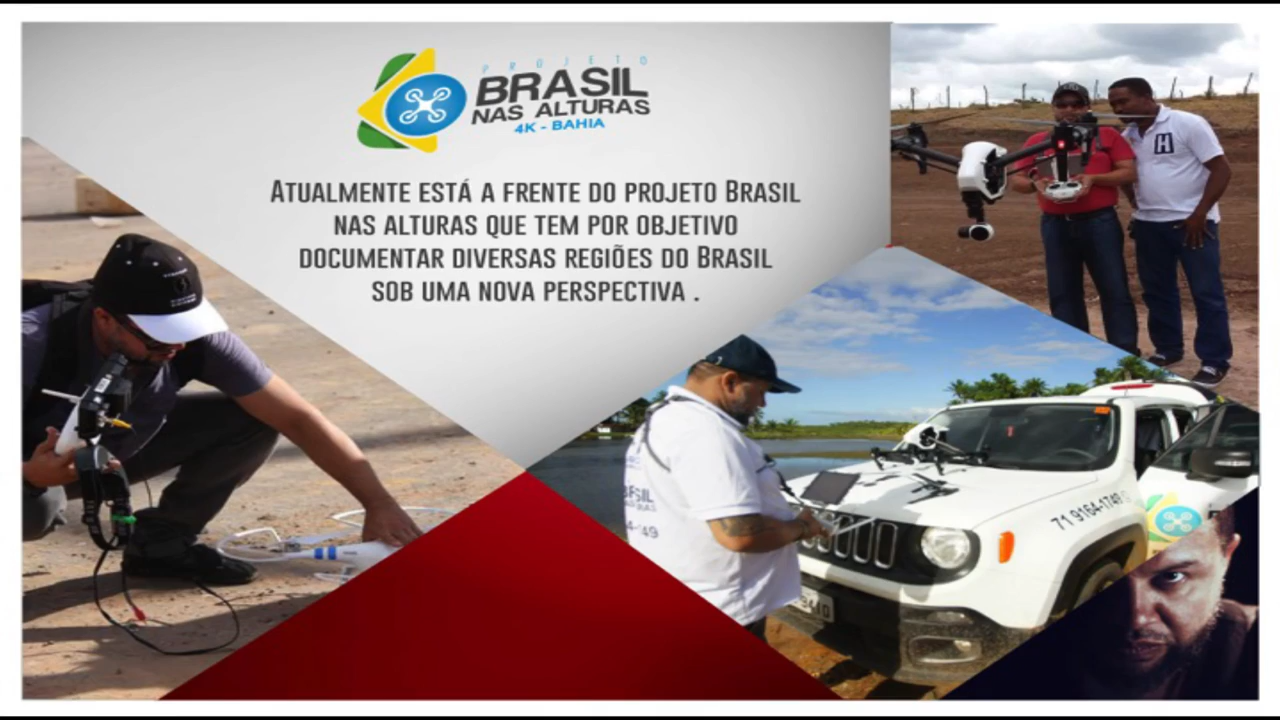 PROJETO
BRASIL
NAS ALTURAS
4K - BAHIA
ATUALMENTE ESTÁ A FRENTE DO PROJETO BRASIL
NAS ALTURAS QUE TEM POR OBJETIVO
DOCUMENTAR DIVERSAS REGIÕES DO BRASIL
SOB UMA NOVA PERSPECTIVA .
H
71 9164-1749